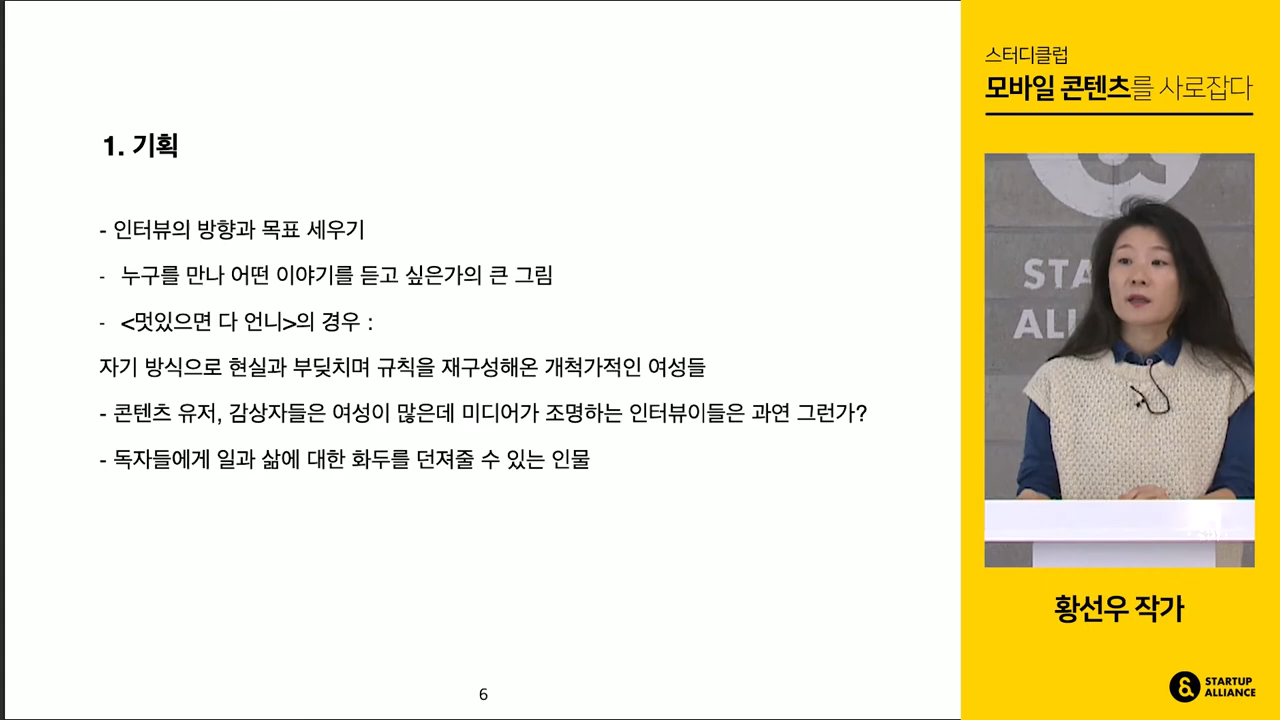 1. 기획
- 인터뷰의 방향과 목표 세우기
- 누구를 만나 어떤 이야기를 듣고 싶은가의 큰 그림
- <멋있으면 다 언니>의 경우 :
자기 방식으로 현실과 부딪치며 규칙을 재구성해온 개척가적인 여성들
- 콘텐츠 유저, 감상자들은 여성이 많은데 미디어가 조명하는 인터뷰이들은 과연 그런가?
- 독자들에게 일과 삶에 대한 화두를 던져줄 수 있는 인물
6
스터디클럽
모바일 콘텐츠를 사로잡다
&
STA
ALL
황선우 작가
&
STARTUP
ALLIANCE